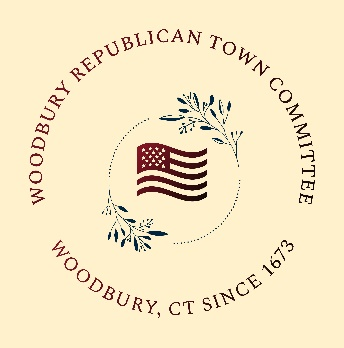 WOODBURY REPUBLICAN TOWN COMMITTEE
WOODBURY, CT SINCE 1673